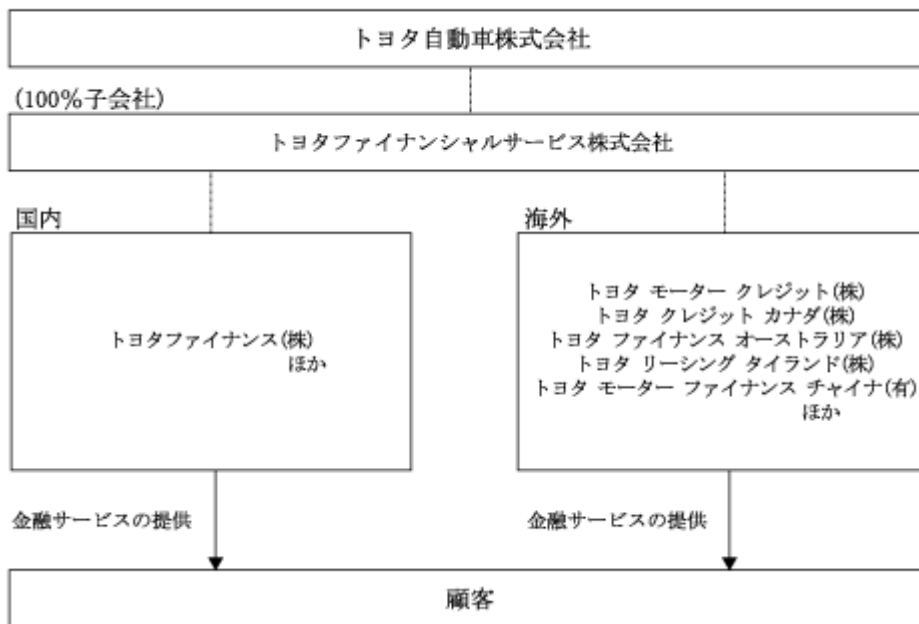 トヨタ自動車株式会社
(100%子会社)
トヨタファイナンシャルサービス株式会社
国内
トヨタファイナンス(株)
ほか
海外
トヨタ モーター クレジット(株)
トヨタ クレジット カナダ(株)
トヨタ ファイナンス オーストラリア(株)
トヨタ リーシング タイランド(株)
トヨタ モーター ファイナンス チャイナ(有)
ほか
金融サービスの提供
金融サービスの提供
顧客